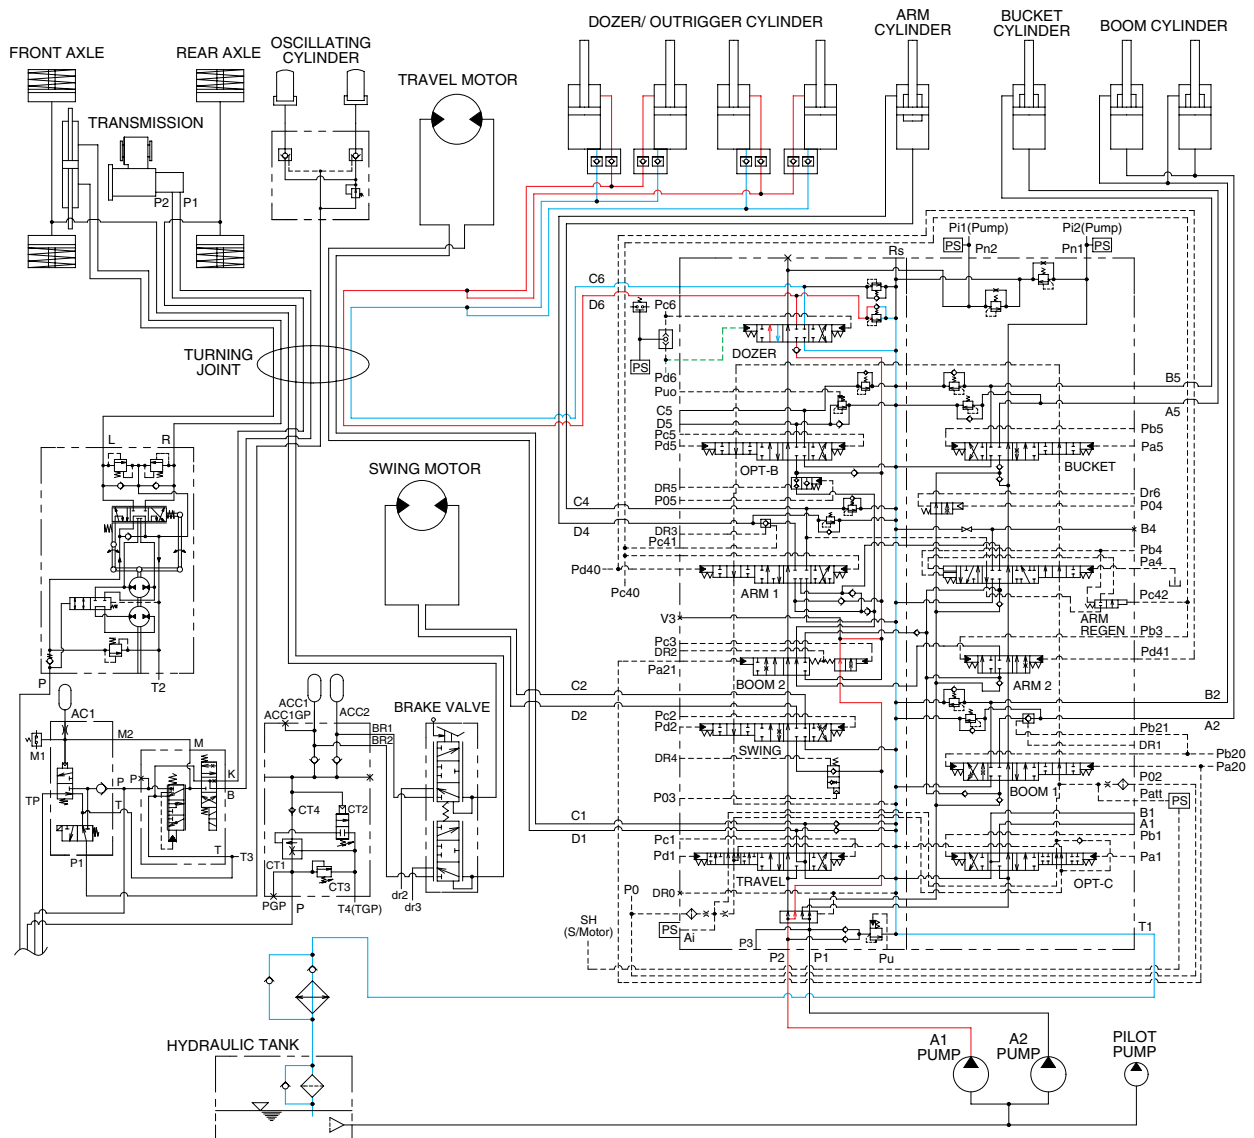 FRONT AXLE
REAR AXLE
OSCILLATING
CYLINDER
TRAVEL MOTOR
DOZER/ OUTRIGGER CYLINDER
ARM
CYLINDER
BUCKET
CYLINDER
BOOM CYLINDER
TRANSMISSION
P2 P1
Pi1(Pump)
Pi2(Pump)
PS
Pn2
Pn1
PS
Rs
C6
D6
Pc6
DOZER
PS
Pd6
Puo
C5
D5
Pc5
Pd5
OPT-B
B5
A5
Pb5
Pa5
BUCKET
TURNING
JOINT
L
R
SWING MOTOR
DR5
P05
C4
D4
DR3
Pc41
Pd40
Pc40
ARM 1
Dr6
P04
B4
Pb4
Pa4
Pc42
ARM
REGEN
V3
Pc3
DR2
Pa21
BOOM 2
Pb3
Pd41
ARM 2
P
T2
C2
D2
Pc2
Pd2
SWING
B2
A2
Pb21
DR1
Pb20
Pa20
BOOM 1
P02
Patt
PS
DR4
P03
AC1
M2
M1
M
P
P
K
B
TP
T
T
T3
P1
ACC1
ACC1GP
ACC2
BR1
BR2
BRAKE VALVE
CT4
CT2
CT1
CT3
PGP
P
T4(TGP)
dr2
dr3
C1
D1
Pc1
Pd1
TRAVEL
B1
A1
Pb1
Pa1
OPT-C
P0
DR0
SH
(S/Motor)
PS
Ai
P3
P2
P1
Pu
T1
HYDRAULIC TANK
A1
PUMP
A2
PUMP
PILOT
PUMP